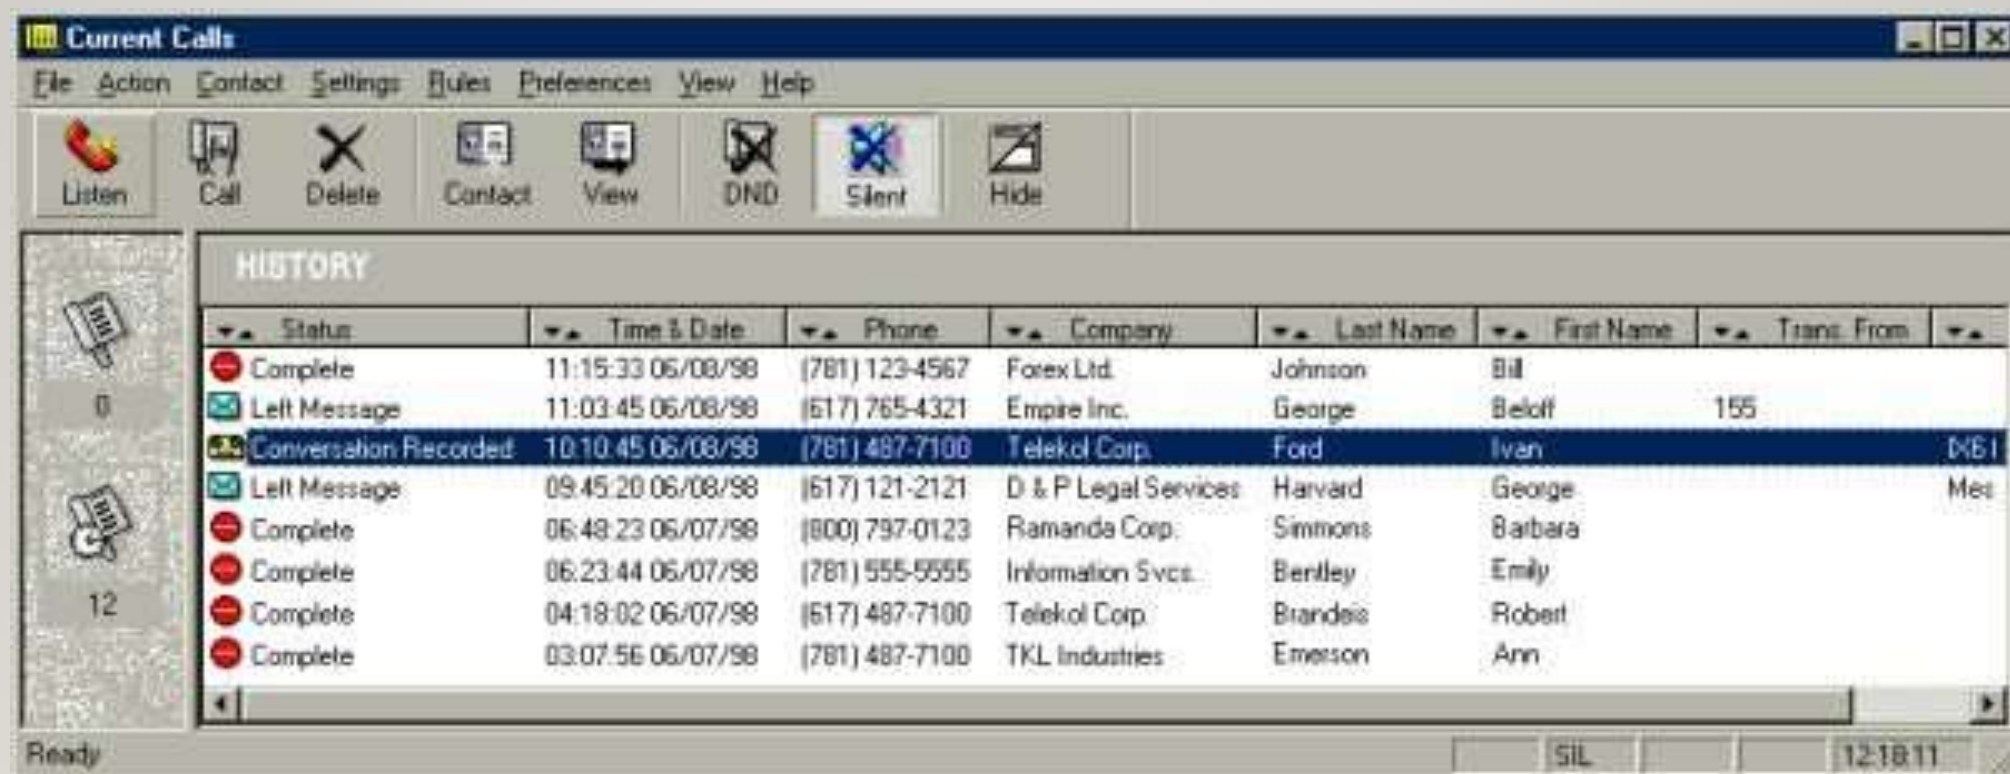 Current Calls
File Action Contact Settings Rules Preferences View Help
Listen Call Delete Contact View DND Silent Hide
HISTORY
Status Time & Date Phone Company Last Name First Name Trans. From
Complete 11:15:33 06/08/98 (781) 123-4567 Forex Ltd. Johnson Bill
Left Message 11:03:45 06/08/98 (617) 765-4321 Empire Inc. George Beloff 155
Conversation Recorded 10:10:45 06/08/98 (781) 487-7100 Telekol Corp. Ford Ivan
Left Message 09:45:20 06/08/98 (617) 121-2121 D & P Legal Services Harvard George Mes
Complete 06:48:23 06/07/98 (800) 797-0123 Ramanda Corp. Simmons Barbara
Complete 06:23:44 06/07/98 (781) 555-5555 Information Svcs. Bentley Emily
Complete 04:18:02 06/07/98 (617) 487-7100 Telekol Corp. Brandeis Robert
Complete 03:07:56 06/07/98 (781) 487-7100 TKL Industries Emerson Ann
0
12
Ready SIL 12:18:11